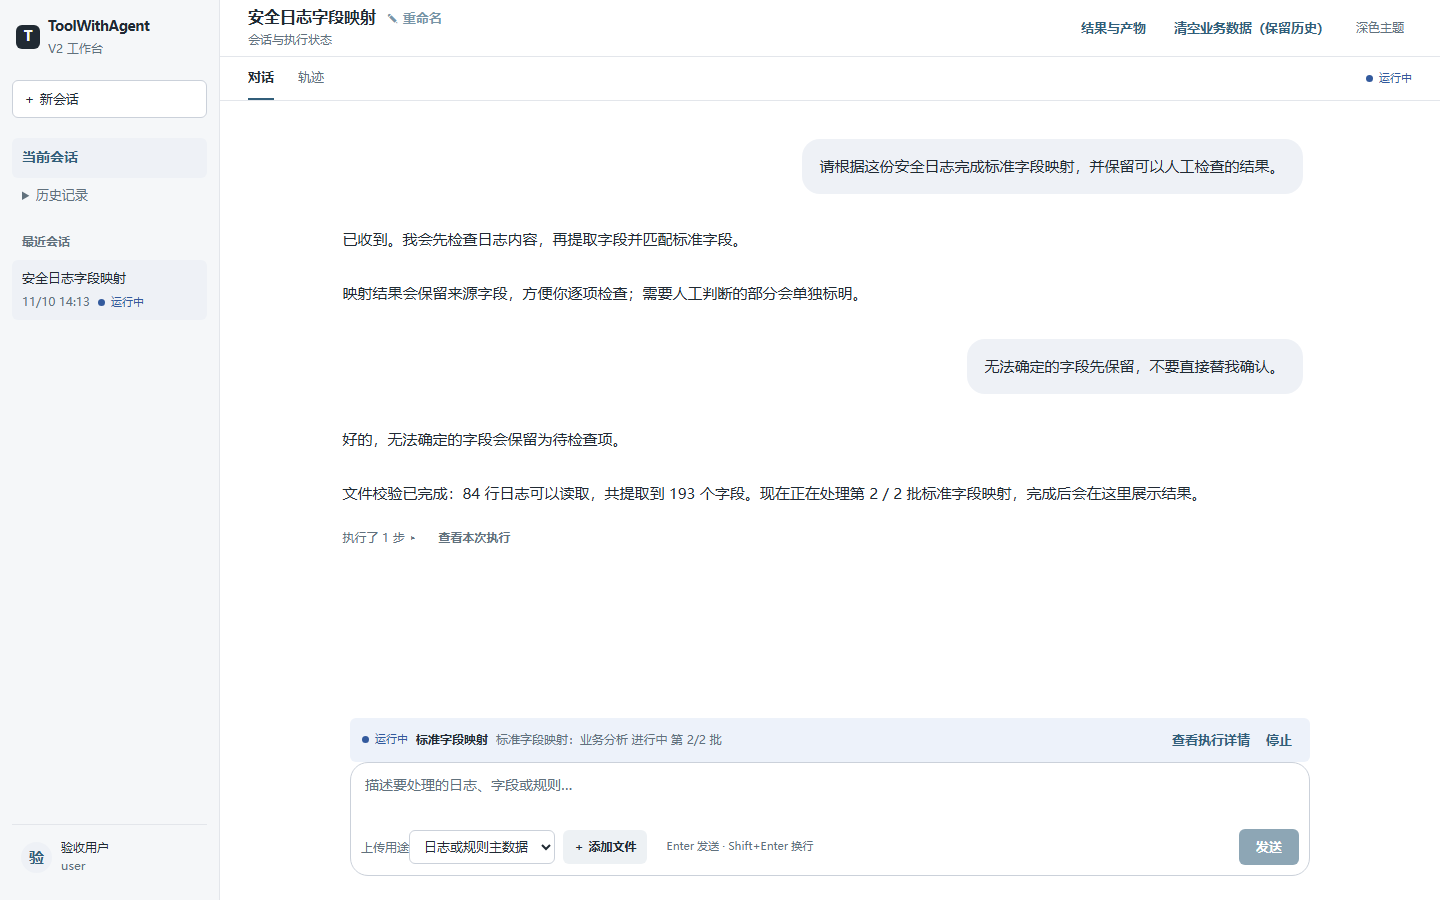 T
ToolWithAgent
V2 工作台
+ 新会话
当前会话
▶ 历史记录
最近会话
安全日志字段映射
11/10 14:13 ● 运行中
验
验收用户
user
安全日志字段映射 ✎ 重命名
会话与执行状态
结果与产物 清空业务数据（保留历史） 深色主题
对话 轨迹
● 运行中
请根据这份安全日志完成标准字段映射，并保留可以人工检查的结果。
已收到。我会先检查日志内容，再提取字段并匹配标准字段。
映射结果会保留来源字段，方便你逐项检查；需要人工判断的部分会单独标明。
无法确定的字段先保留，不要直接替我确认。
好的，无法确定的字段会保留为待检查项。
文件校验已完成：84 行日志可以读取，共提取到 193 个字段。现在正在处理第 2 / 2 批标准字段映射，完成后会在这里展示结果。
执行了 1 步 ▸ 查看本次执行
● 运行中 标准字段映射 标准字段映射：业务分析 进行中 第 2/2 批 查看执行详情 停止
描述要处理的日志、字段或规则...
上传用途 日志或规则主数据 + 添加文件 Enter 发送 · Shift+Enter 换行 发送